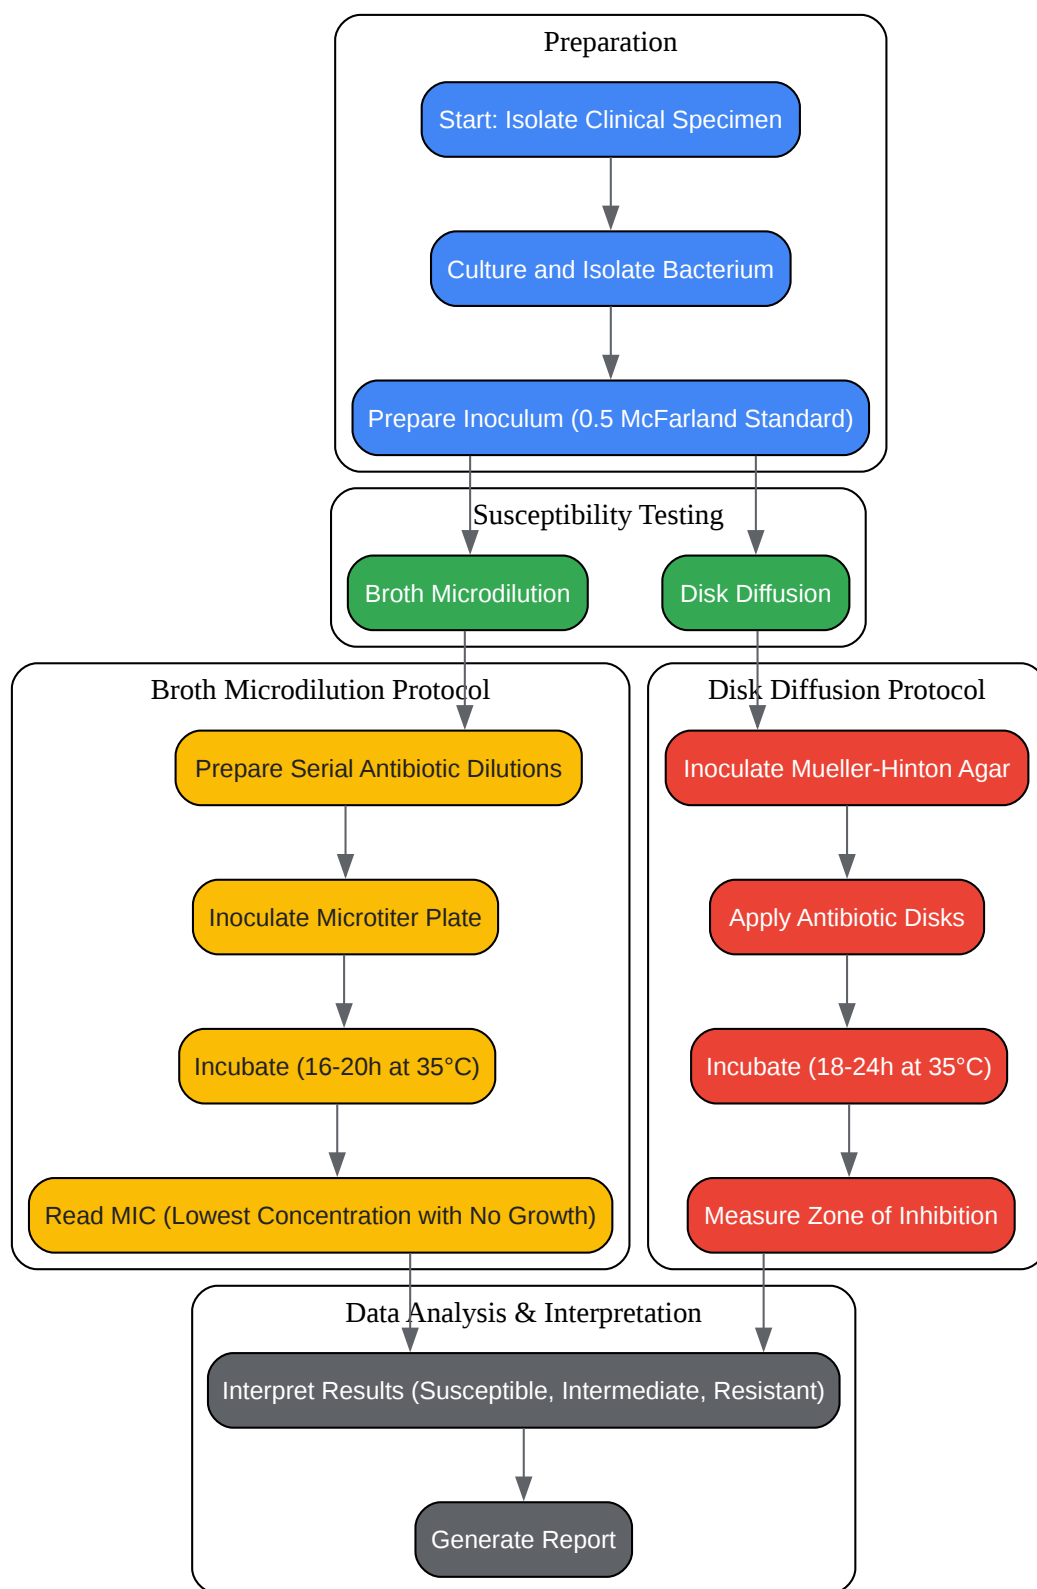 Preparation
Start: Isolate Clinical Specimen
Culture and Isolate Bacterium
Prepare Inoculum (0.5 McFarland Standard)
Susceptibility Testing
Broth Microdilution
Disk Diffusion
Broth Microdilution Protocol
Prepare Serial Antibiotic Dilutions
Inoculate Microtiter Plate
Incubate (16-20h at 35°C)
Read MIC (Lowest Concentration with No Growth)
Disk Diffusion Protocol
Inoculate Mueller-Hinton Agar
Apply Antibiotic Disks
Incubate (18-24h at 35°C)
Measure Zone of Inhibition
Data Analysis & Interpretation
Interpret Results (Susceptible, Intermediate, Resistant)
Generate Report